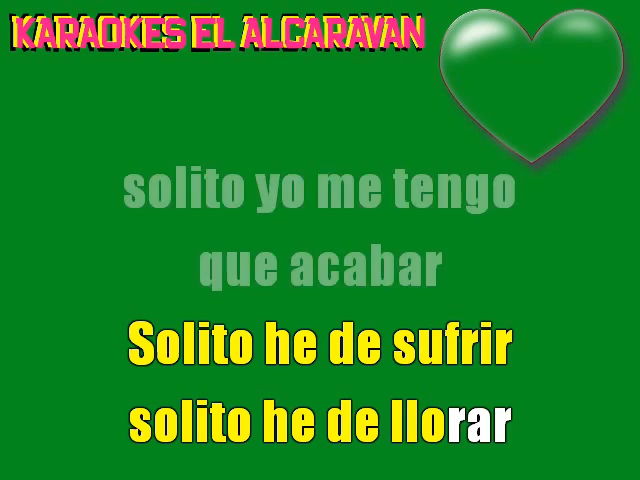 KARAOKES EL ALCARAVAN
solito yo me tengo
que acabar
Solito he de sufrir
solito he de llorar